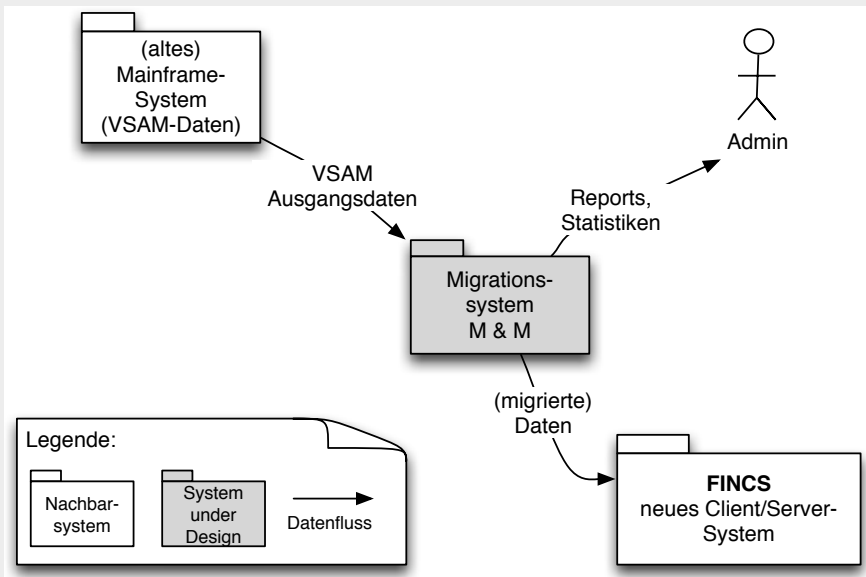 (altes)
Mainframe-
System
(VSAM-Daten)
Admin
VSAM
Ausgangsdaten
Reports,
Statistiken
Migrations-
system
M & M
(migrierte)
Daten
FINCS
neues Client/Server-
System
Legende:
Nachbar-
system
System
under
Design
Datenfluss